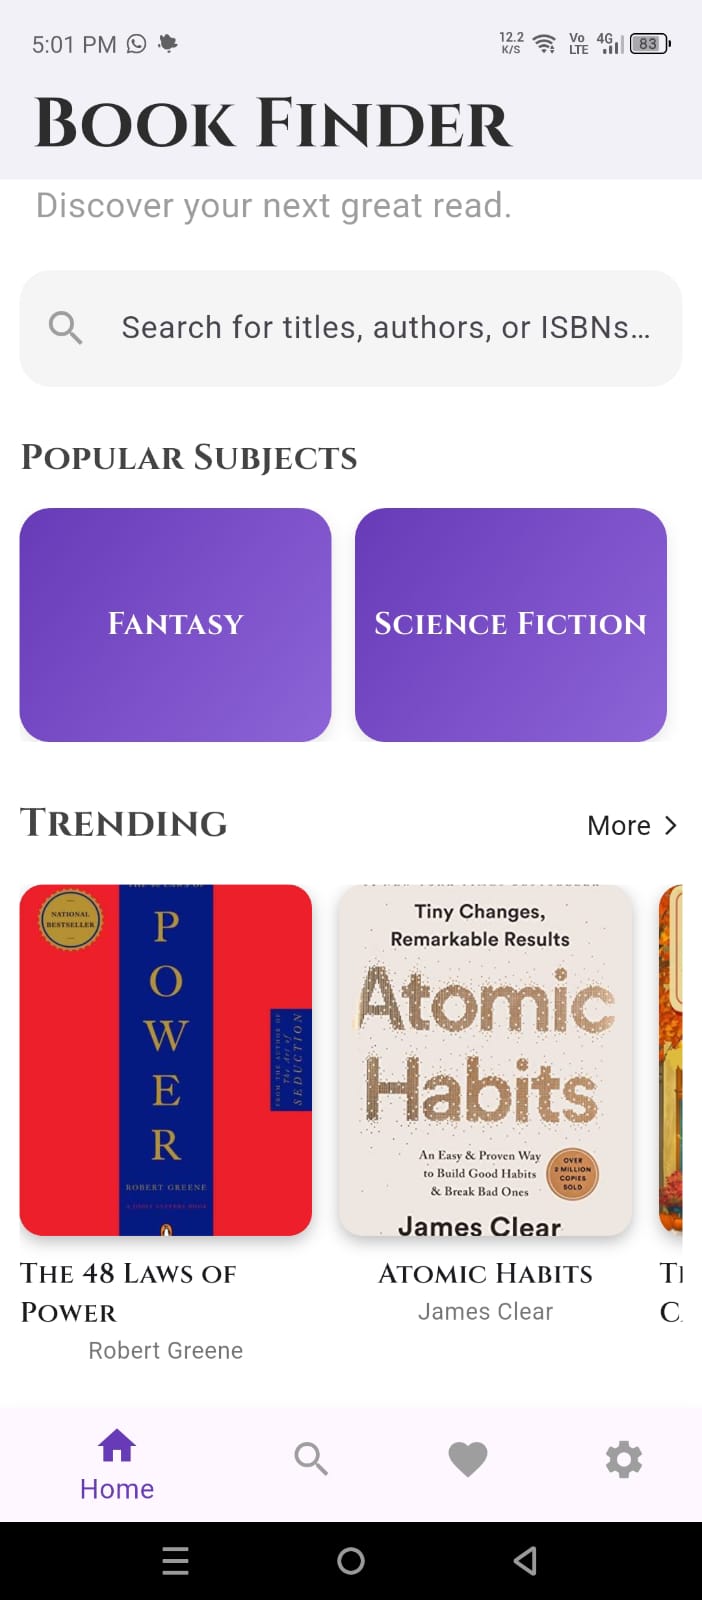 5:01 PM
12.2 K/S
Vo LTE
4G
83
BOOK FINDER
Discover your next great read.
Search for titles, authors, or ISBNs...
POPULAR SUBJECTS
FANTASY
SCIENCE FICTION
TRENDING
More
NATIONAL
BESTSELLER
POWER
FROM THE AUTHOR OF
The Art of
SEDUCTION
ROBERT GREENE
Tiny Changes,
Remarkable Results
Atomic
Habits
An Easy & Proven Way
to Build Good Habits
& Break Bad Ones
OVER
2 MILLION
COPIES
SOLD
James Clear
THE 48 LAWS OF
POWER
Robert Greene
ATOMIC HABITS
James Clear
Home